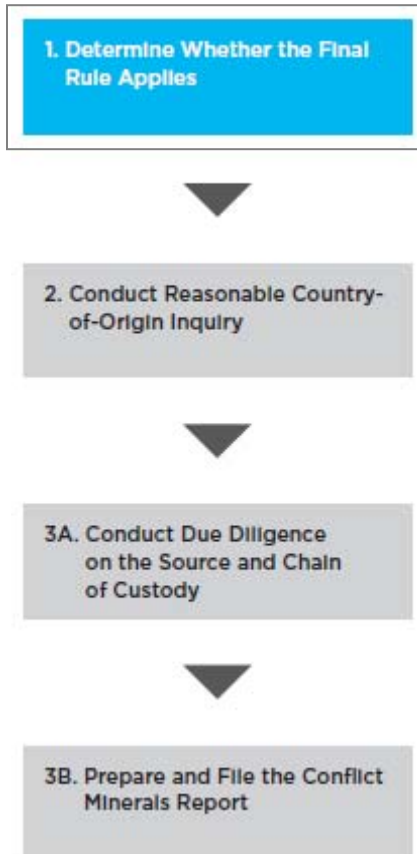 1. Determine Whether the Final
Rule Applies
2. Conduct Reasonable Country-
of-Origin Inquiry
3A. Conduct Due Diligence
on the Source and Chain
of Custody
3B. Prepare and File the Conflict
Minerals Report